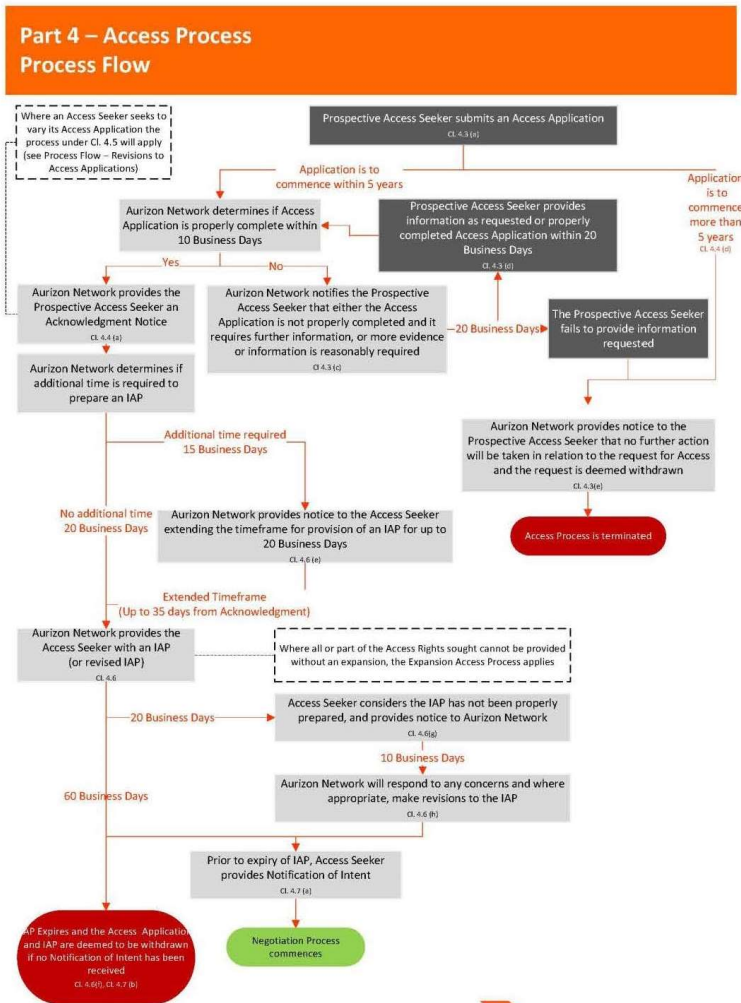 Part 4 – Access Process
Process Flow
Where an Access Seeker seeks to
vary its Access Application the
process under Cl. 4.5 will apply
(see Process Flow – Revisions to
Access Applications)
Prospective Access Seeker submits an Access Application
Cl. 4.3 (a)
Application is to
commence within 5 years
Application
is to
commence
more than
5 years
Cl. 4.4 (d)
Aurizon Network determines if Access
Application is properly complete within
10 Business Days
Prospective Access Seeker provides
information as requested or properly
completed Access Application within 20
Business Days
Cl. 4.3 (d)
Yes
No
Aurizon Network provides the
Prospective Access Seeker an
Acknowledgment Notice
Cl. 4.4 (a)
Aurizon Network notifies the Prospective
Access Seeker that either the Access
Application is not properly completed and it
requires further information, or more evidence
or information is reasonably required
Cl 4.3 (c)
20 Business Days
The Prospective Access Seeker
fails to provide information
requested
Aurizon Network determines if
additional time is required to
prepare an IAP
Aurizon Network provides notice to the
Prospective Access Seeker that no further action
will be taken in relation to the request for Access
and the request is deemed withdrawn
Cl. 4.3(e)
Access Process is terminated
Additional time required
15 Business Days
No additional time
20 Business Days
Aurizon Network provides notice to the Access Seeker
extending the timeframe for provision of an IAP for up to
20 Business Days
Cl. 4.6 (e)
Extended Timeframe
(Up to 35 days from Acknowledgment)
Aurizon Network provides the
Access Seeker with an IAP
(or revised IAP)
Cl. 4.6
Where all or part of the Access Rights sought cannot be provided
without an expansion, the Expansion Access Process applies
20 Business Days
Access Seeker considers the IAP has not been properly
prepared, and provides notice to Aurizon Network
Cl. 4.6(g)
10 Business Days
60 Business Days
Aurizon Network will respond to any concerns and where
appropriate, make revisions to the IAP
Cl. 4.6 (h)
Prior to expiry of IAP, Access Seeker
provides Notification of Intent
Cl. 4.7 (a)
AP Expires and the Access Application
and IAP are deemed to be withdrawn
if no Notification of Intent has been
received
Cl. 4.6(f), Cl. 4.7 (b)
Negotiation Process
commences